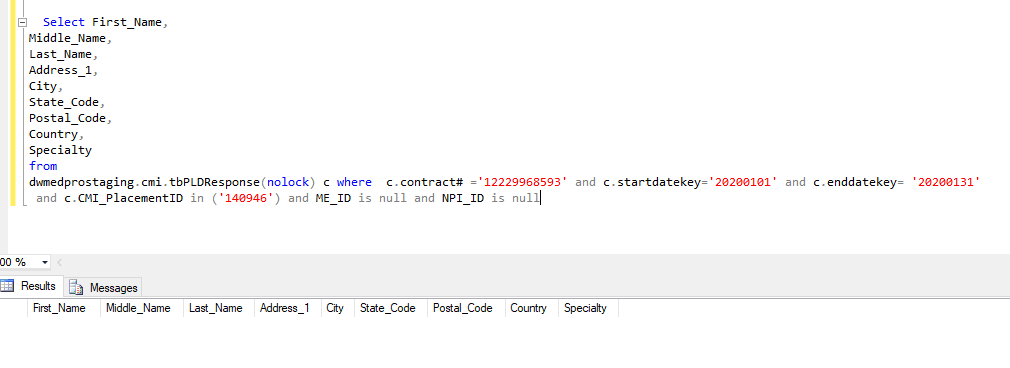 Select First_Name,
Middle_Name,
Last_Name,
Address_1,
City,
State_Code,
Postal_Code,
Country,
Specialty
from
dwmedprostaging.cmi.tbPLDResponse(nolock) c where  c.contract# ='12229968593' and c.startdatekey='20200101' and c.enddatekey= '20200131'
and c.CMI_PlacementID in ('140946') and ME_ID is null and NPI_ID is null
00 %
Results Messages
First_Name Middle_Name Last_Name Address_1 City State_Code Postal_Code Country Specialty